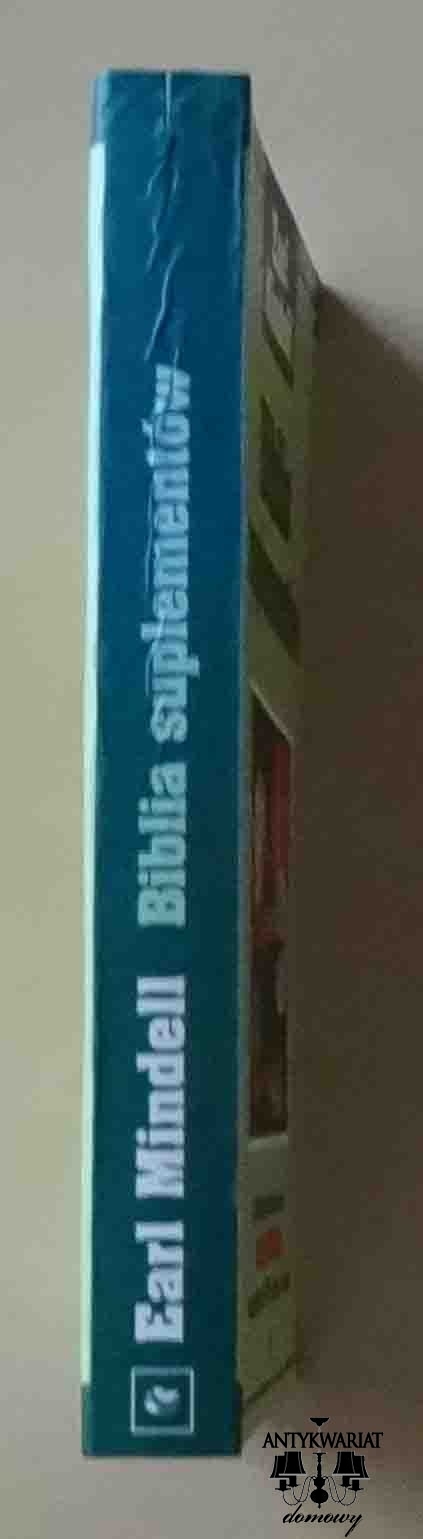 Earl Mindell Biblia suplementów
ANTYKWARIAT
domowy